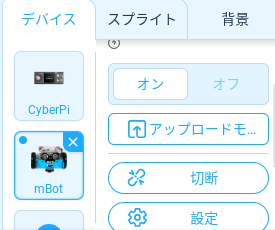 デバイス
スプライト
背景
CyberPi
mBot
オン
オフ
アップロードモ...
切断
設定